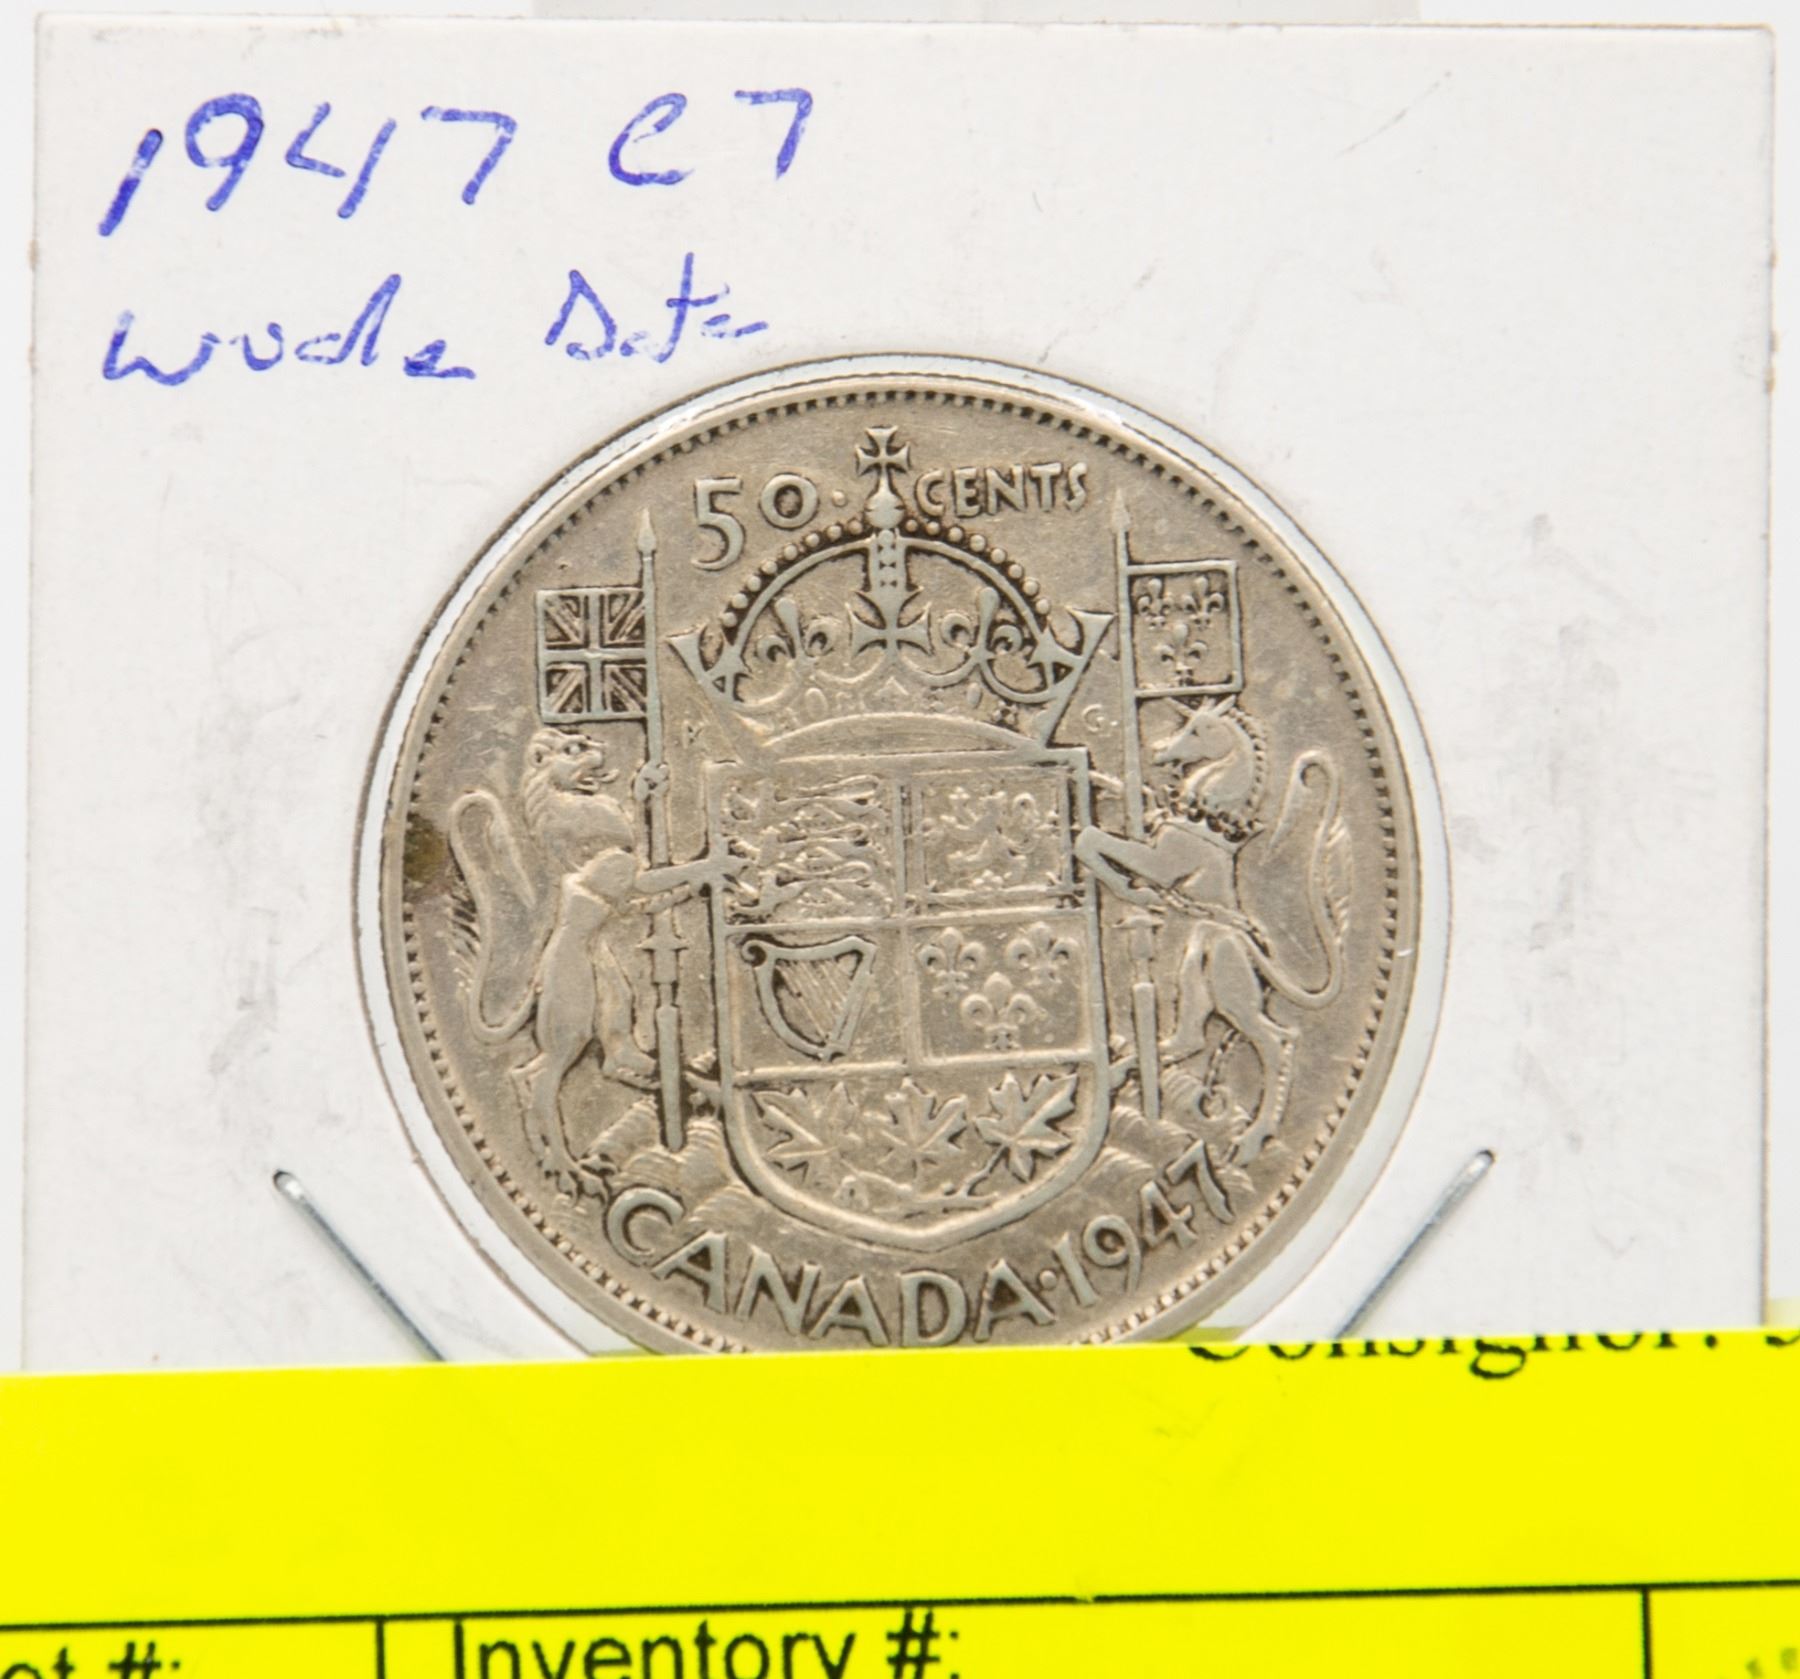 1947 C7
Wide Date
50 CENTS
K G
CANADA · 1947
Consignor:
Inventory #: